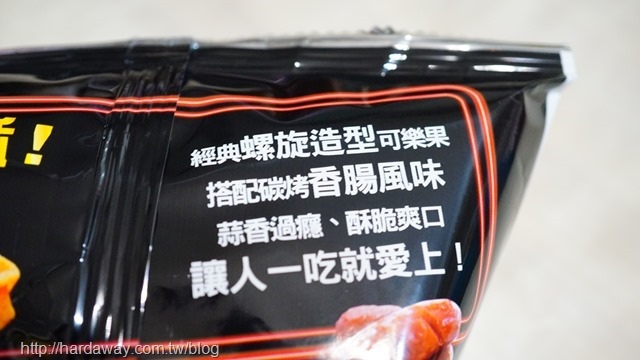 ！
經典螺旋造型可樂果
搭配碳烤香腸風味
蒜香過癮、酥脆爽口
讓人一吃就愛上！
http://hardaway.com.tw/blog